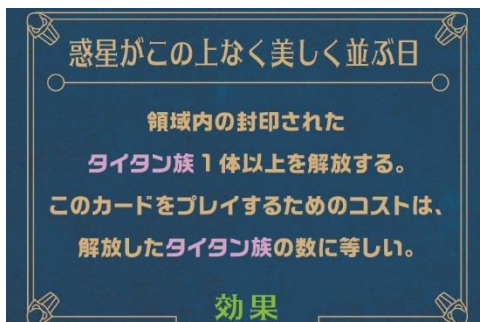 惑星がこの上なく美しく並ぶ日
領域内の封印された
タイタン族1体以上を解放する。
このカードをプレイするためのコストは、
解放したタイタン族の数に等しい。
効果